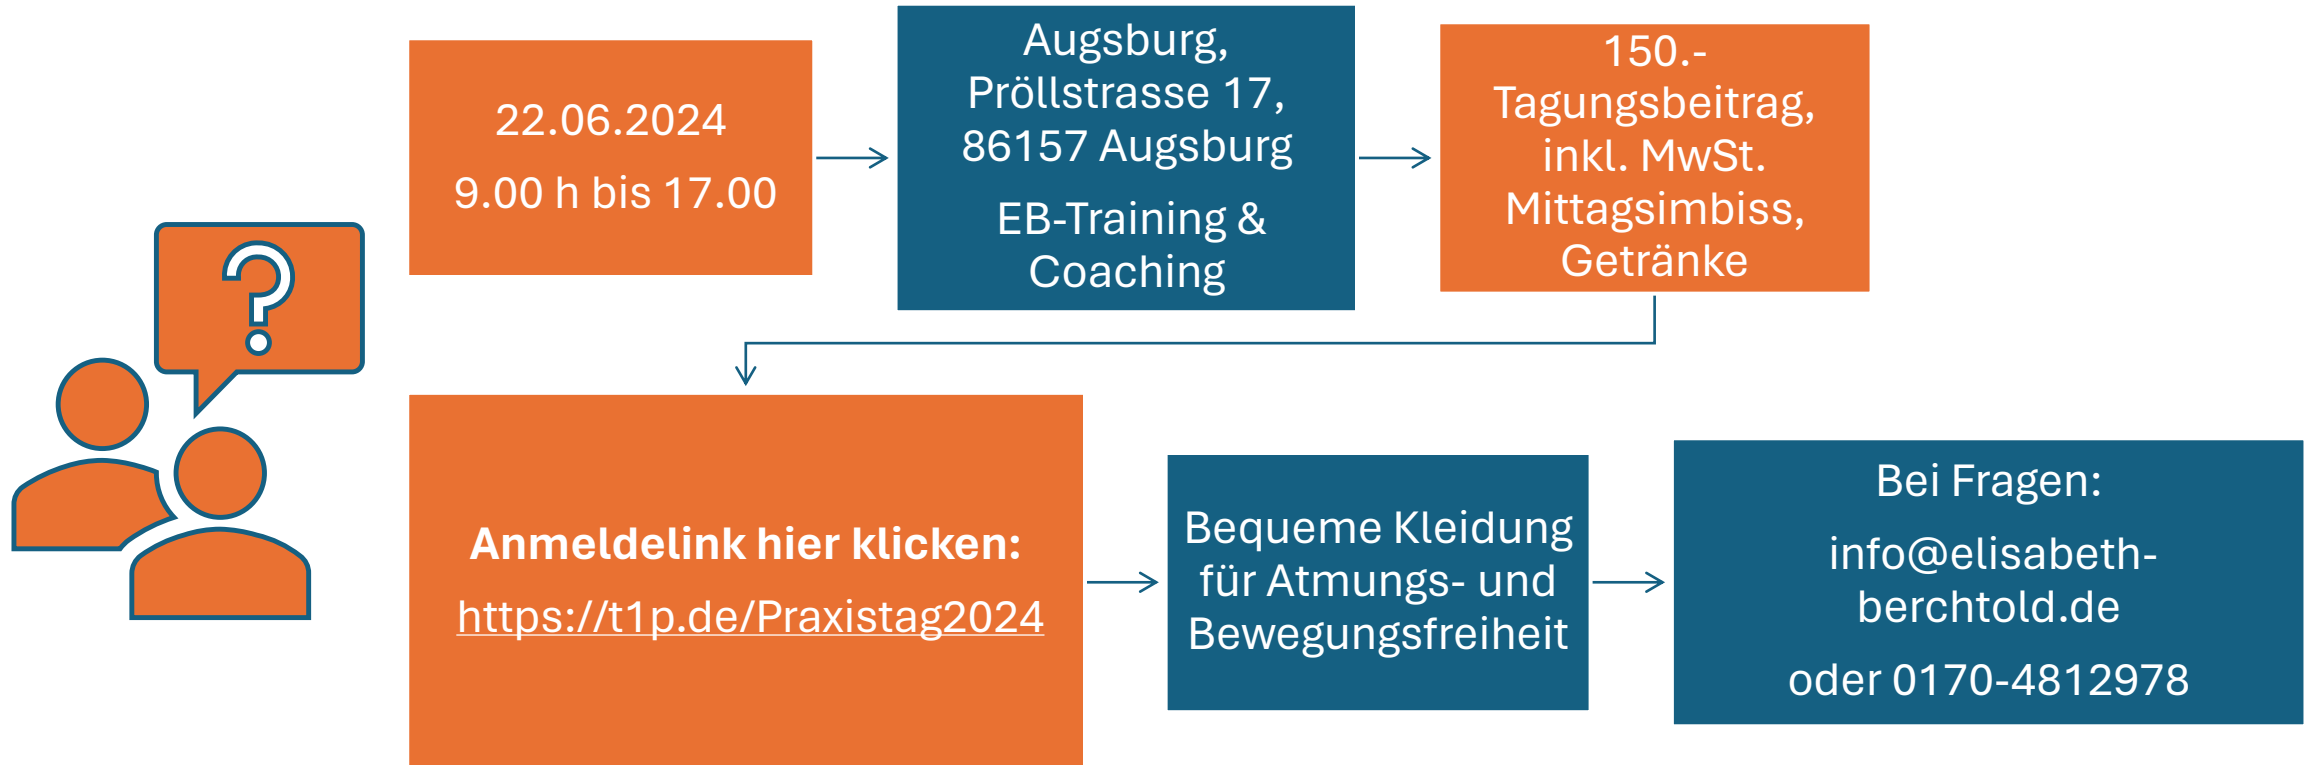 22.06.2024
9.00 h bis 17.00
Augsburg,
Pröllstrasse 17,
86157 Augsburg
EB-Training &
Coaching
150.-
Tagungsbeitrag,
inkl. MwSt.
Mittagsimbiss,
Getränke
?
Anmeldelink hier klicken:
https://t1p.de/Praxistag2024
Bequeme Kleidung
für Atmungs- und
Bewegungsfreiheit
Bei Fragen:
info@elisabeth-
berchtold.de
oder 0170-4812978